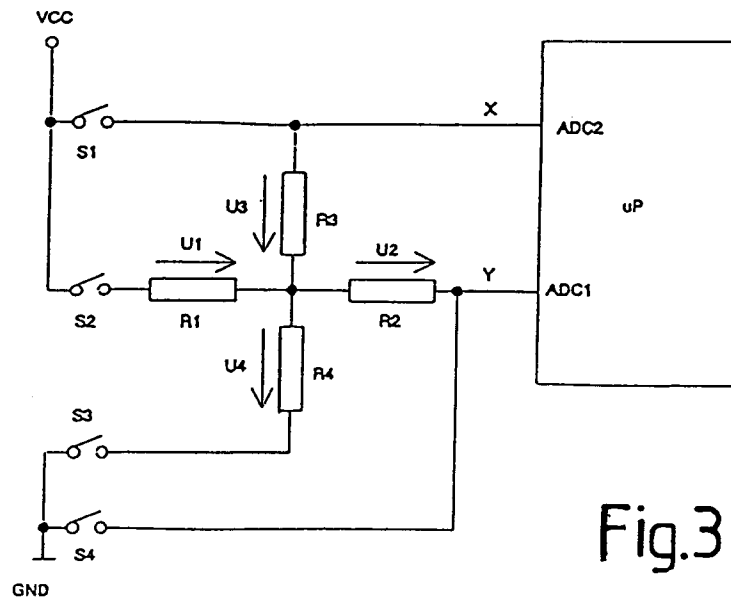 VCC
S1
X
ADC2
uP
U3
R3
U1
U2
S2
R1
R2
Y
ADC1
U4
R4
S3
S4
GND
Fig.3